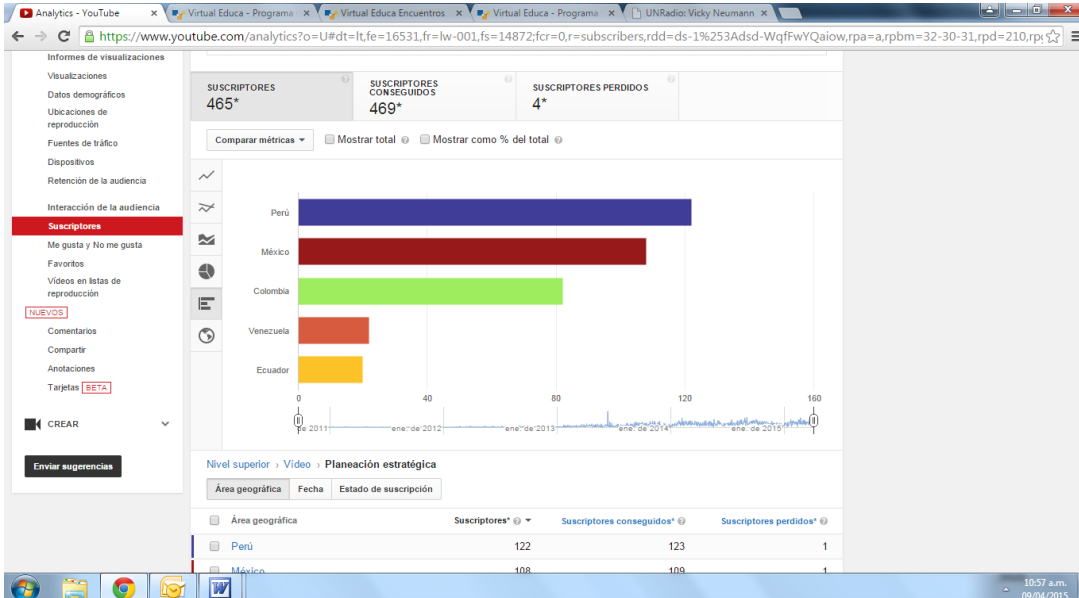 Analytics - YouTube
Virtual Educa - Programa
Virtual Educa Encuentros
Virtual Educa - Programa
UNRadio: Vicky Neumann
https://www.youtube.com/analytics?o=U#dt=lt,fe=16531,fr=lw-001,fs=14872;fcr=0,r=subscribers,rdd=ds-1%253Adsd-WqfFwYQaiow,rpa=a,rpbm=32-30-31,rpd=210,rpg
Informes de visualizaciones
Visualizaciones
Datos demográficos
Ubicaciones de
reproducción
Fuentes de tráfico
Dispositivos
Retención de la audiencia
Interacción de la audiencia
Suscriptores
Me gusta y No me gusta
Favoritos
Vídeos en listas de
reproducción
NUEVOS
Comentarios
Compartir
Anotaciones
Tarjetas BETA
CREAR
Enviar sugerencias
SUSCRIPTORES
465*
SUSCRIPTORES
CONSEGUIDOS
469*
SUSCRIPTORES PERDIDOS
4*
Comparar métricas
Mostrar total
Mostrar como % del total
Perú
México
Colombia
Venezuela
Ecuador
0 40 80 120 160
de 2011 ene. de 2012 ene. de 2013 ene. de 2014 ene. de 2015
Nivel superior › Vídeo › Planeación estratégica
Área geográfica Fecha Estado de suscripción
Área geográfica Suscriptores* Suscriptores conseguidos* Suscriptores perdidos*
Perú 122 123 1
México 108 109 1
10:57 a.m.
09/04/2015